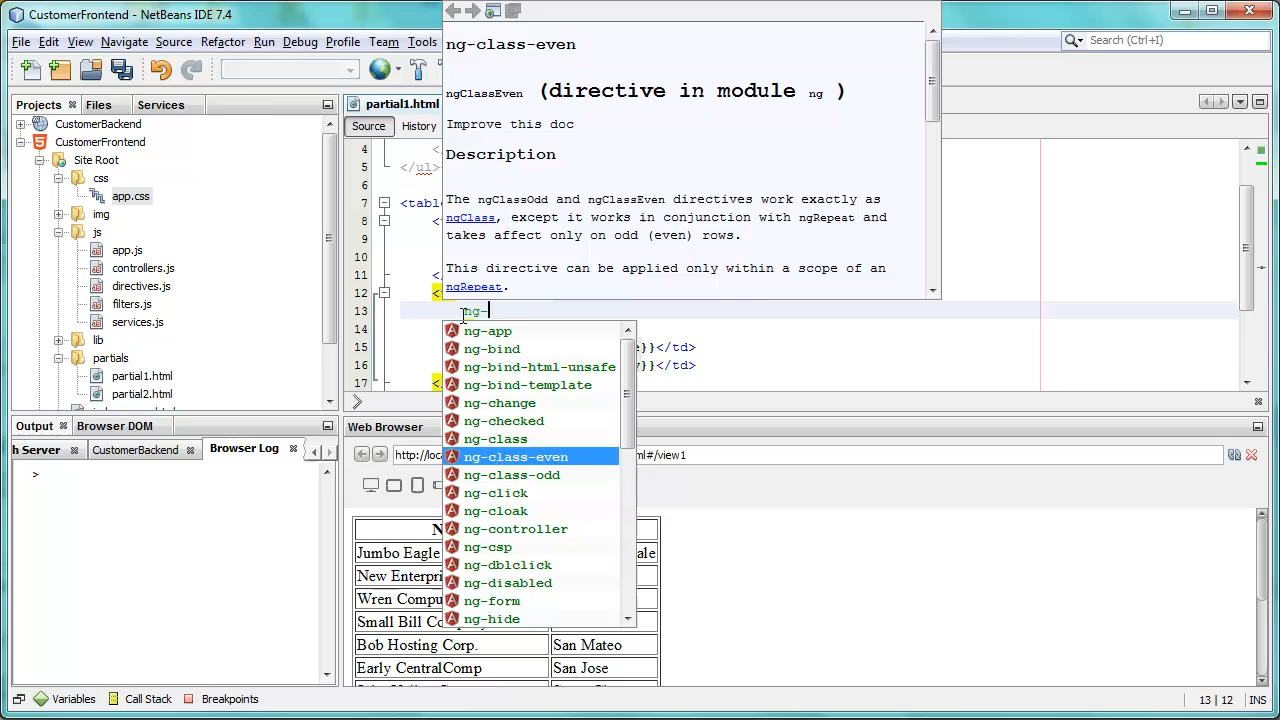 CustomerFrontend - NetBeans IDE 7.4
File Edit View Navigate Source Refactor Run Debug Profile Team Tools
Search (Ctrl+I)
Projects Files Services
CustomerBackend
CustomerFrontend
Site Root
css
app.css
img
js
app.js
controllers.js
directives.js
filters.js
services.js
lib
partials
partial1.html
partial2.html
Output Browser DOM
h Server CustomerBackend Browser Log
>
partial1.html
Source History
4 <
5 </ul>
6
7 <table
8 <t
9
10
11 </
12 <t
13 ng-
14
15 e}}</td>
16 y}}</td>
17 </
ng-class-even
ngClassEven (directive in module ng )
Improve this doc
Description
The ngClassOdd and ngClassEven directives work exactly as
ngClass, except it works in conjunction with ngRepeat and
takes affect only on odd (even) rows.
This directive can be applied only within a scope of an
ngRepeat.
ng-app
ng-bind
ng-bind-html-unsafe
ng-bind-template
ng-change
ng-checked
ng-class
ng-class-even
ng-class-odd
ng-click
ng-cloak
ng-controller
ng-csp
ng-dblclick
ng-disabled
ng-form
ng-hide
Web Browser
http://loc
ml#/view1
N
Jumbo Eagle
ale
New Enterpri
Wren Compu
Small Bill Comp
Bob Hosting Corp. San Mateo
Early CentralComp San Jose
Variables Call Stack Breakpoints
13 | 12 INS